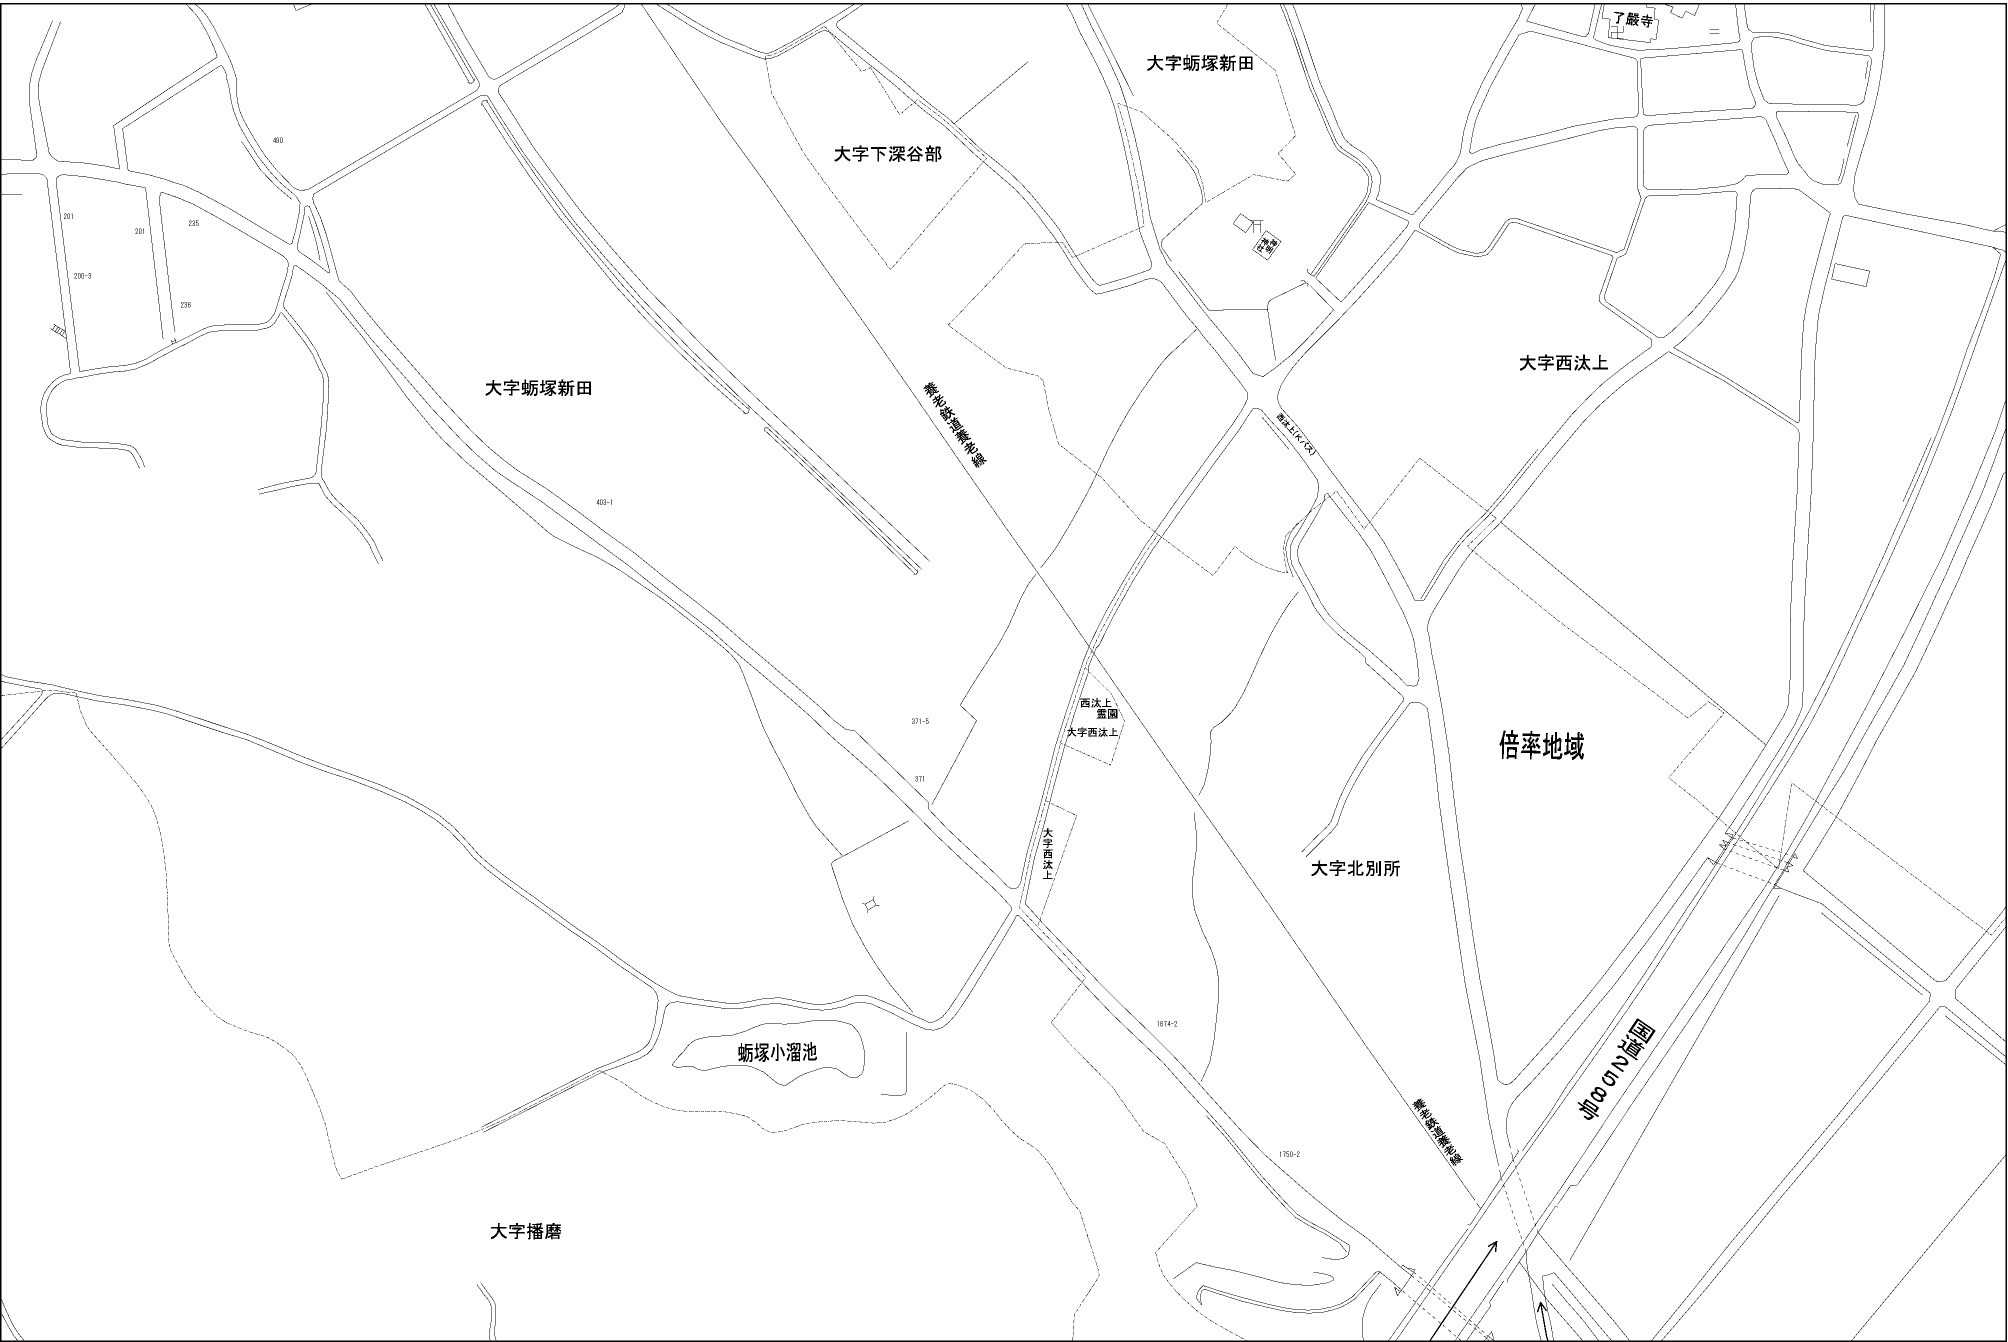 了嚴寺
大字蛎塚新田
大字下深谷部
480
201
201
235
200-3
236
大字西汰上
大字蛎塚新田
養老鉄道養老線
403-1
西汰上
霊園
371-5
大字西汰上
倍率地域
371
大字西汰上
大字北別所
1674-2
蛎塚小溜池
国道258号
養老鉄道養老線
1750-2
大字播磨